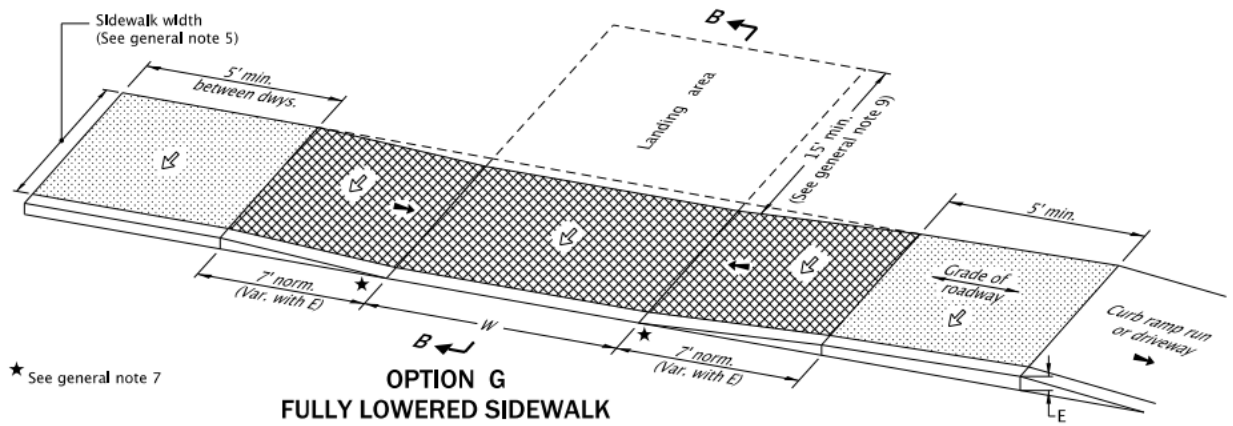 Sidewalk width
(See general note 5)
5' min.
between dwys.
B
Landing area
15' min.
(See general note 9)
5' min.
Grade of
roadway
Curb ramp run
or driveway
7' norm.
(Var. with E)
W
B
7' norm.
(Var. with E)
E
★ See general note 7
OPTION G
FULLY LOWERED SIDEWALK